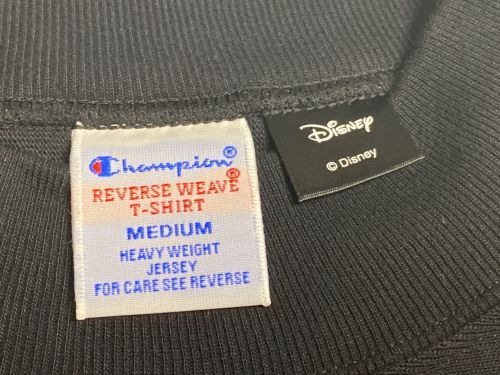 Champion®
REVERSE WEAVE®
T-SHIRT
MEDIUM
HEAVY WEIGHT
JERSEY
FOR CARE SEE REVERSE
Disney
© Disney